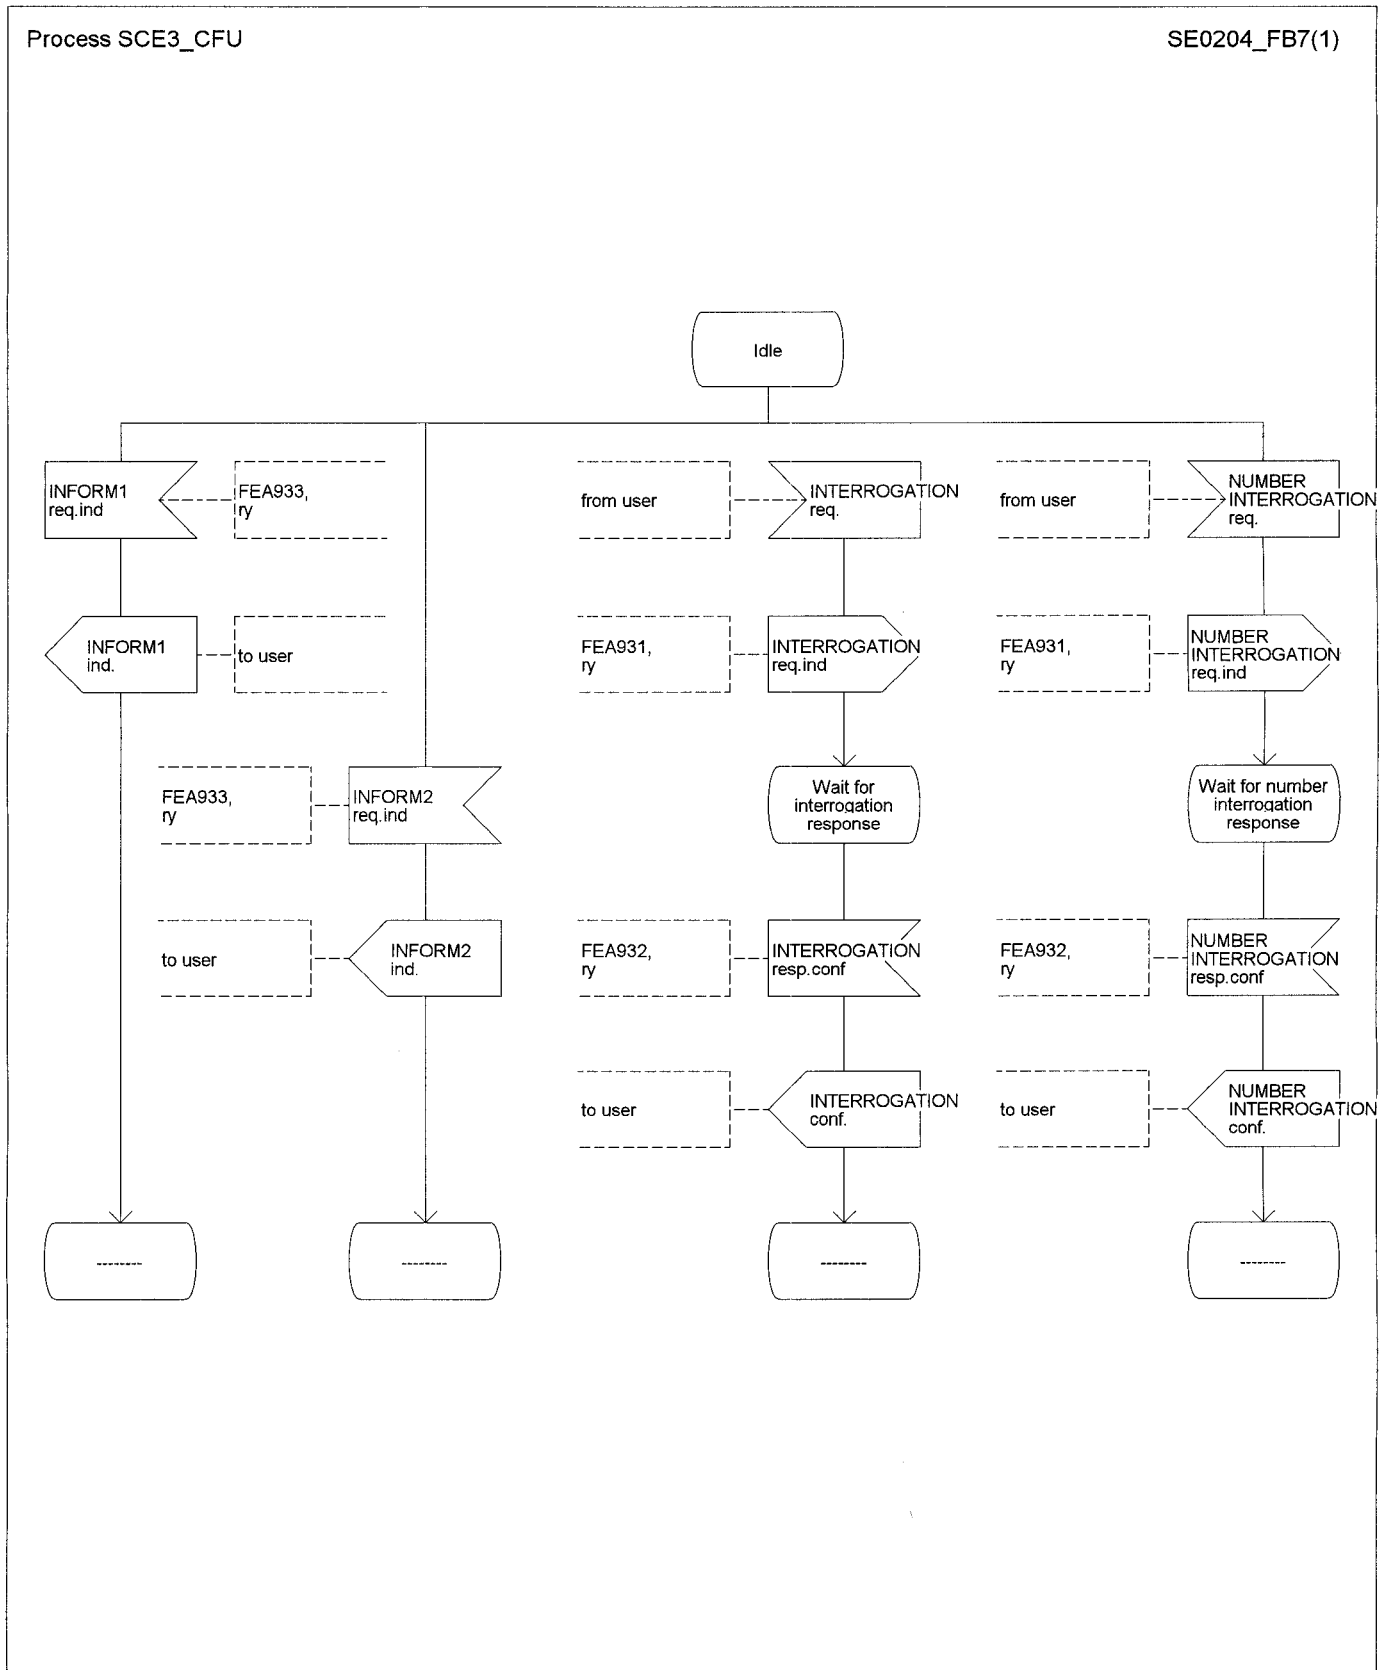 Process SCE3_CFU
SE0204_FB7(1)
Idle
INFORM1
req.ind
FEA933,
ry
from user
INTERROGATION
req.
from user
NUMBER
INTERROGATION
req.
INFORM1
ind.
to user
FEA931,
ry
INTERROGATION
req.ind
FEA931,
ry
NUMBER
INTERROGATION
req.ind
FEA933,
ry
INFORM2
req.ind
Wait for
interrogation
response
Wait for number
interrogation
response
to user
INFORM2
ind.
FEA932,
ry
INTERROGATION
resp.conf
FEA932,
ry
NUMBER
INTERROGATION
resp.conf
to user
INTERROGATION
conf.
to user
NUMBER
INTERROGATION
conf.
--------
--------
--------
--------